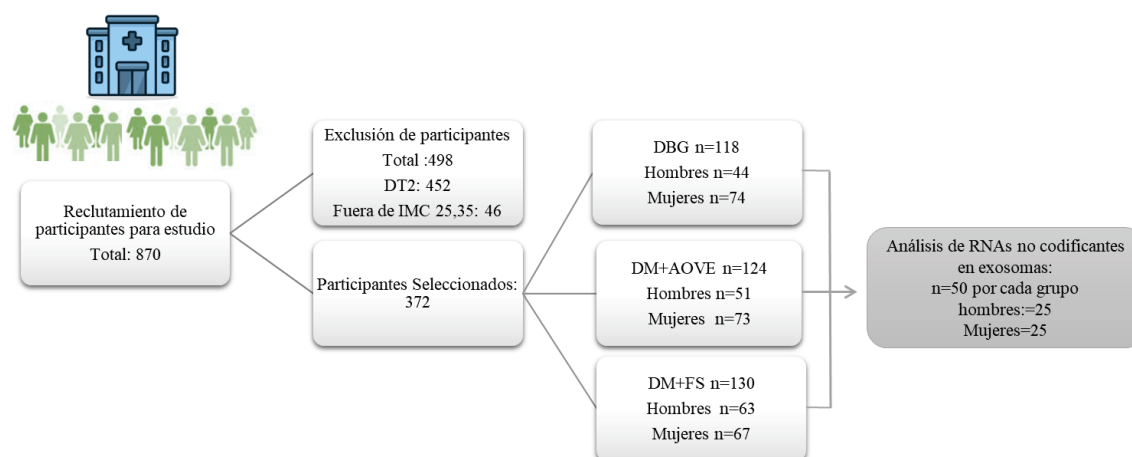 Reclutamiento de
participantes para estudio
Total: 870
Exclusión de participantes
Total :498
DT2: 452
Fuera de IMC 25,35: 46
Participantes Seleccionados:
372
DBG n=118
Hombres n=44
Mujeres n=74
DM+AOVE n=124
Hombres n=51
Mujeres n=73
DM+FS n=130
Hombres n=63
Mujeres n=67
Análisis de RNAs no codificantes
en exosomas:
n=50 por cada grupo
hombres:=25
Mujeres=25